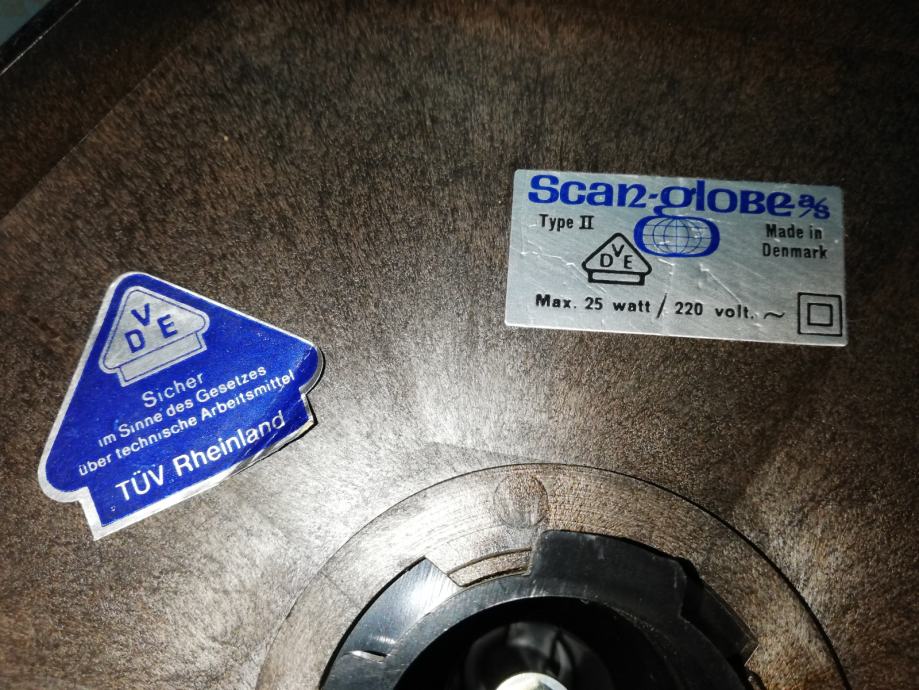 Scan-GLOBE a/s
Type II
Made in
Denmark
VDE
Max. 25 watt / 220 volt. ~
VDE
Sicher
im Sinne des Gesetzes
über technische Arbeitsmittel
TÜV Rheinland